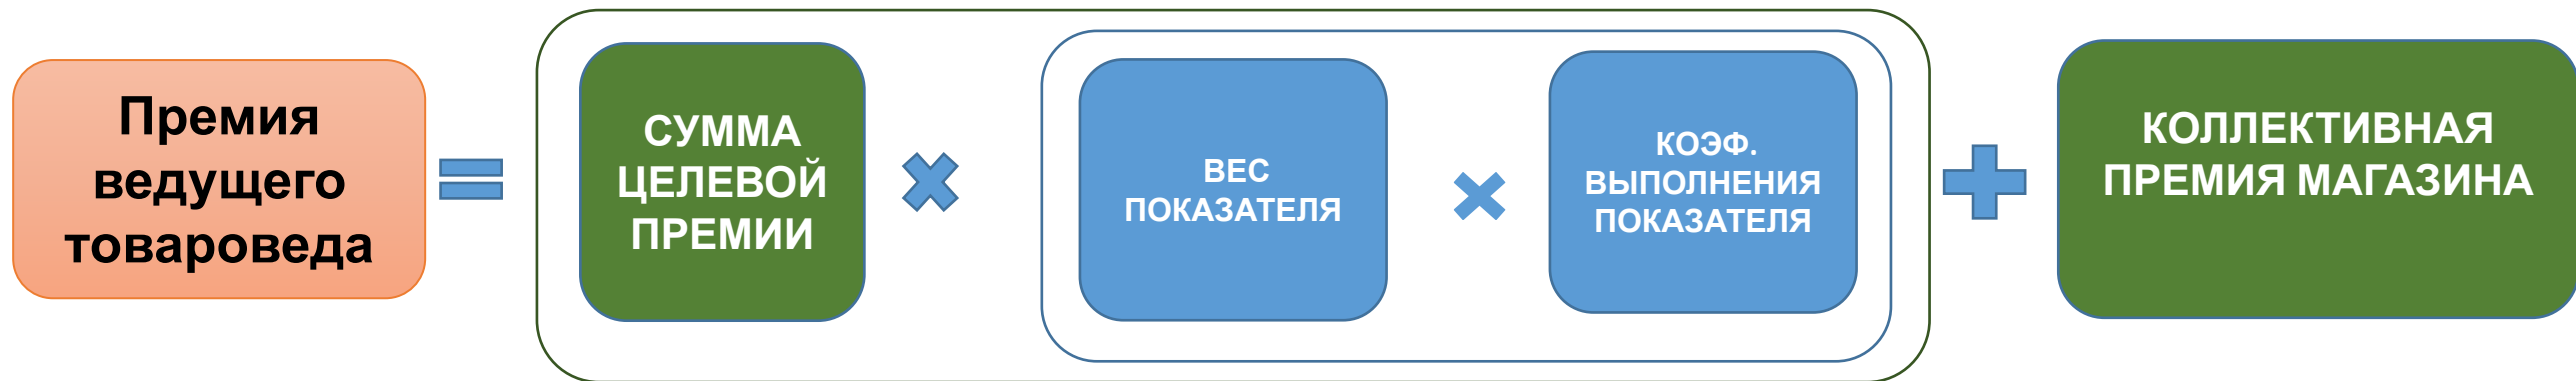 Премия
ведущего
товароведа
СУММА
ЦЕЛЕВОЙ
ПРЕМИИ
ВЕС
ПОКАЗАТЕЛЯ
КОЭФ.
ВЫПОЛНЕНИЯ
ПОКАЗАТЕЛЯ
КОЛЛЕКТИВНАЯ
ПРЕМИЯ МАГАЗИНА